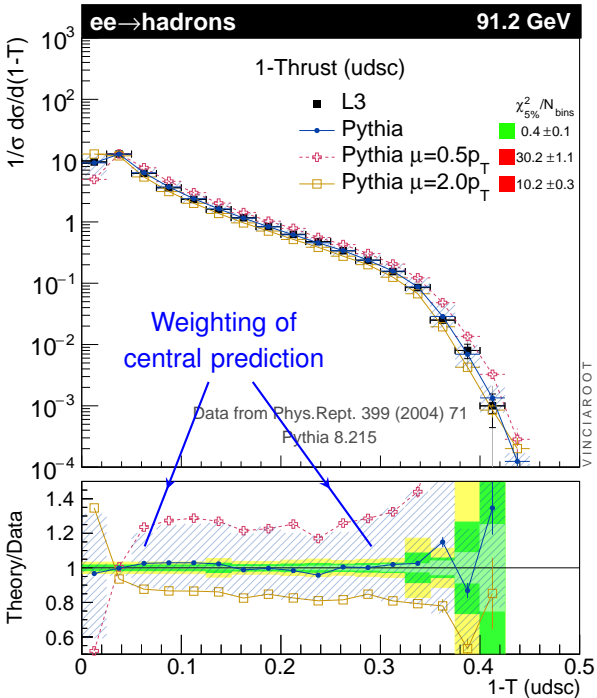 ee→hadrons 91.2 GeV
1/σ dσ/d(1-T)
10³
10²
10
1
10⁻¹
10⁻²
10⁻³
10⁻⁴
1-Thrust (udsc)
χ²5%/Nbins
L3
Pythia 0.4 ±0.1
Pythia μ=0.5pT 30.2 ±1.1
Pythia μ=2.0pT 10.2 ±0.3
Weighting of
central prediction
Data from Phys.Rept. 399 (2004) 71
Pythia 8.215
VINCIAROOT
Theory/Data
1.4
1.2
1
0.8
0.6
0 0.1 0.2 0.3 0.4 0.5
1-T (udsc)